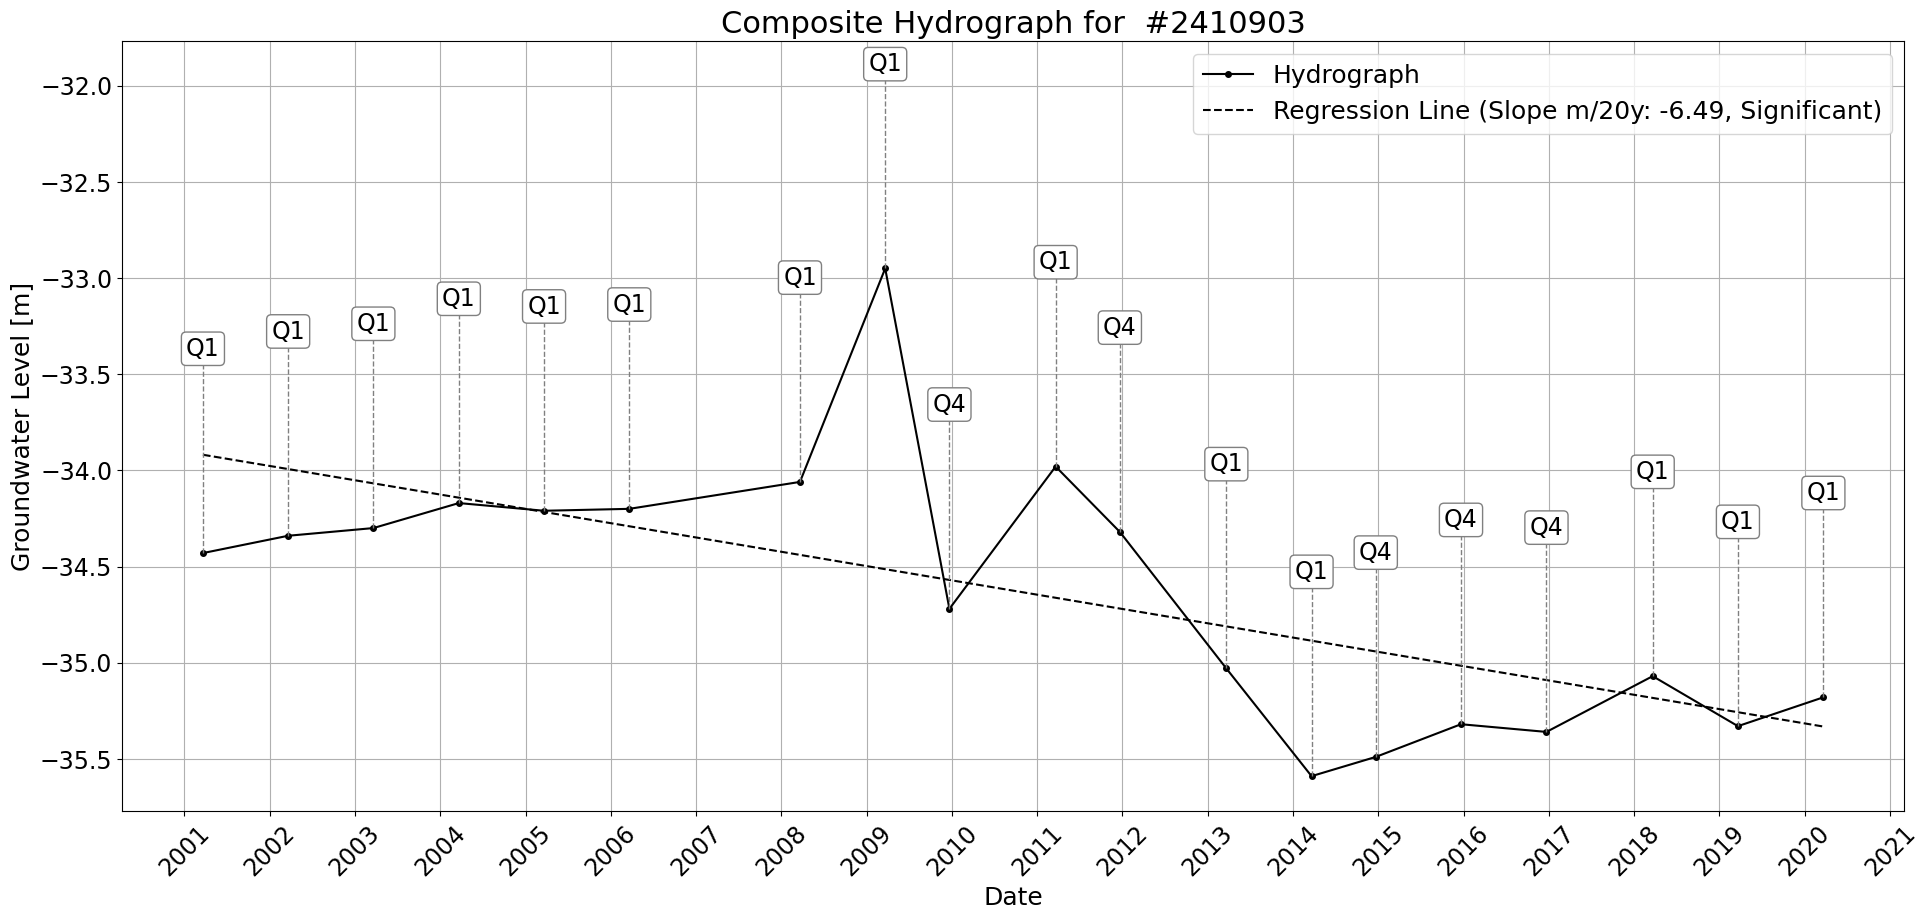 Composite Hydrograph for  #2410903
Hydrograph
Regression Line (Slope m/20y: -6.49, Significant)
Groundwater Level [m]
−32.0
−32.5
−33.0
−33.5
−34.0
−34.5
−35.0
−35.5
Q1
Q1
Q1
Q1
Q1
Q1
Q1
Q1
Q4
Q1
Q4
Q1
Q1
Q4
Q4
Q4
Q1
Q1
Q1
2001
2002
2003
2004
2005
2006
2007
2008
2009
2010
2011
2012
2013
2014
2015
2016
2017
2018
2019
2020
2021
Date